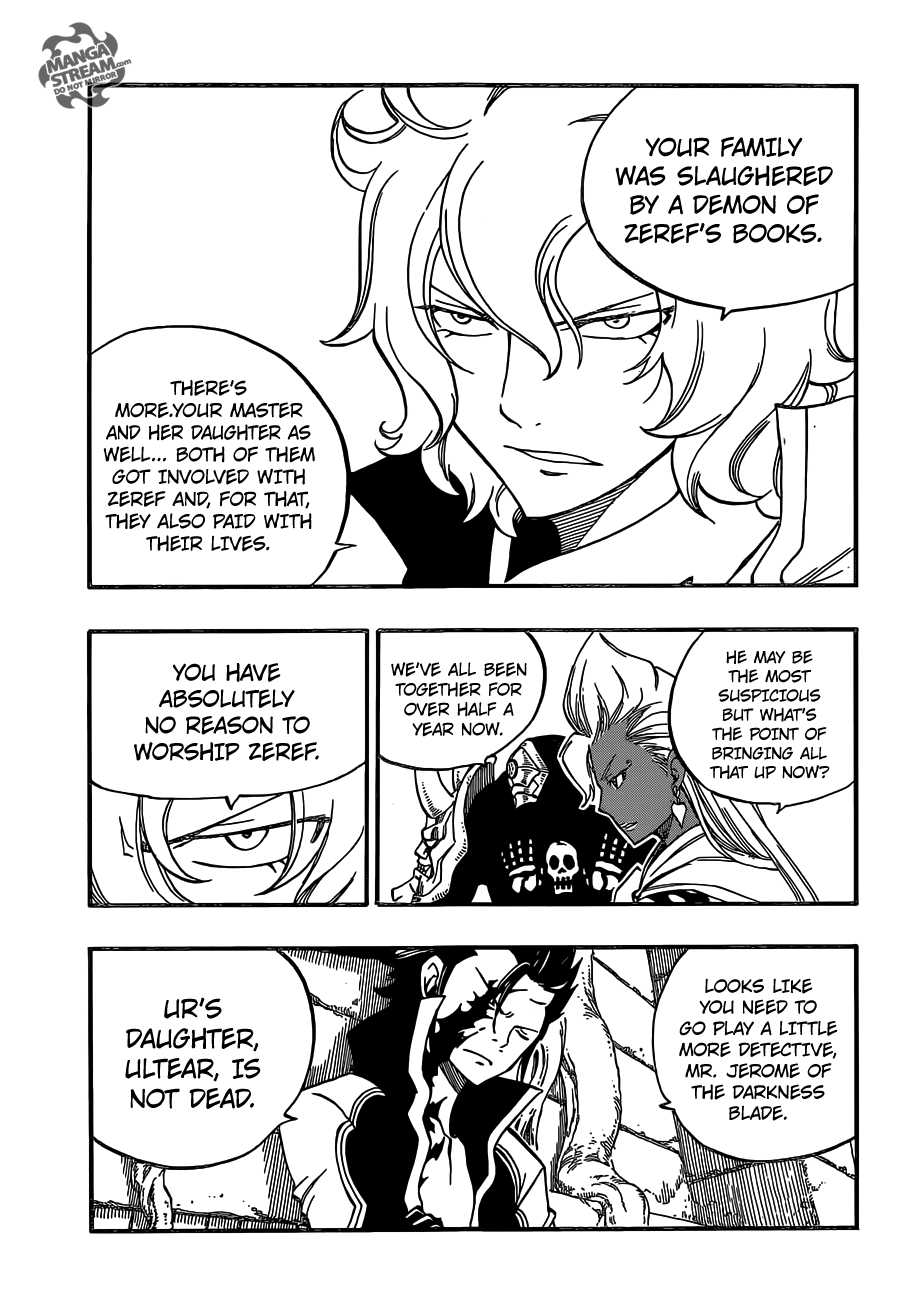 MANGA
STREAM.com
DO NOT MIRROR
YOUR FAMILY
WAS SLAUGHERED
BY A DEMON OF
ZEREF'S BOOKS.
THERE'S
MORE.YOUR MASTER
AND HER DAUGHTER AS
WELL... BOTH OF THEM
GOT INVOLVED WITH
ZEREF AND, FOR THAT,
THEY ALSO PAID WITH
THEIR LIVES.
HE MAY BE
THE MOST
SUSPICIOUS
BUT WHAT'S
THE POINT OF
BRINGING ALL
THAT UP NOW?
WE'VE ALL BEEN
TOGETHER FOR
OVER HALF A
YEAR NOW.
YOU HAVE
ABSOLUTELY
NO REASON TO
WORSHIP ZEREF.
LOOKS LIKE
YOU NEED TO
GO PLAY A LITTLE
MORE DETECTIVE,
MR. JEROME OF
THE DARKNESS
BLADE.
UR'S
DAUGHTER,
ULTEAR, IS
NOT DEAD.